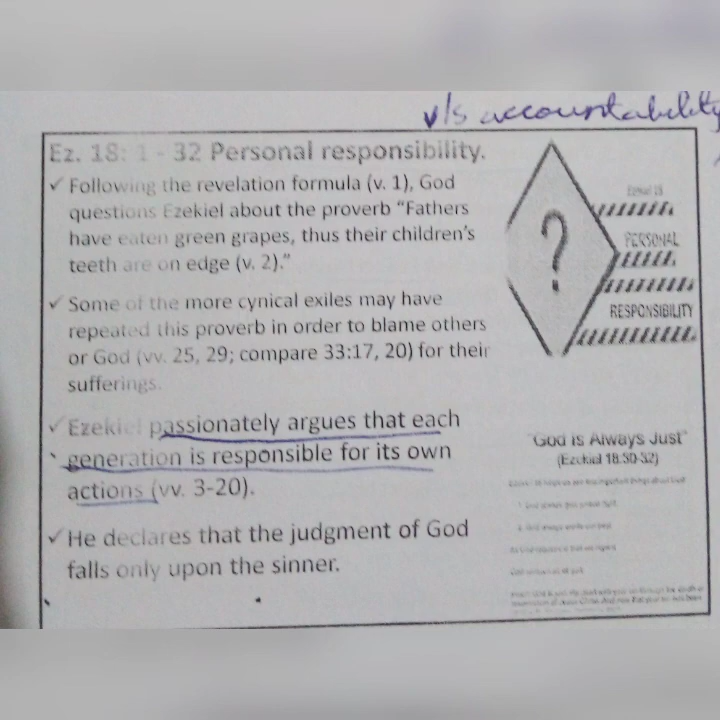 v/s accountability
Ez. 18: 1 - 32 Personal responsibility.
✓ Following the revelation formula (v. 1), God
questions Ezekiel about the proverb “Fathers
have eaten green grapes, thus their children's
teeth are on edge (v. 2).”
✓ Some of the more cynical exiles may have
repeated this proverb in order to blame others
or God (vv. 25, 29; compare 33:17, 20) for their
sufferings.
✓ Ezekiel passionately argues that each
generation is responsible for its own
actions (vv. 3-20).
✓ He declares that the judgment of God
falls only upon the sinner.
?
PERSONAL
RESPONSIBILITY
"God is Always Just"
(Ezekiel 18:30-32)